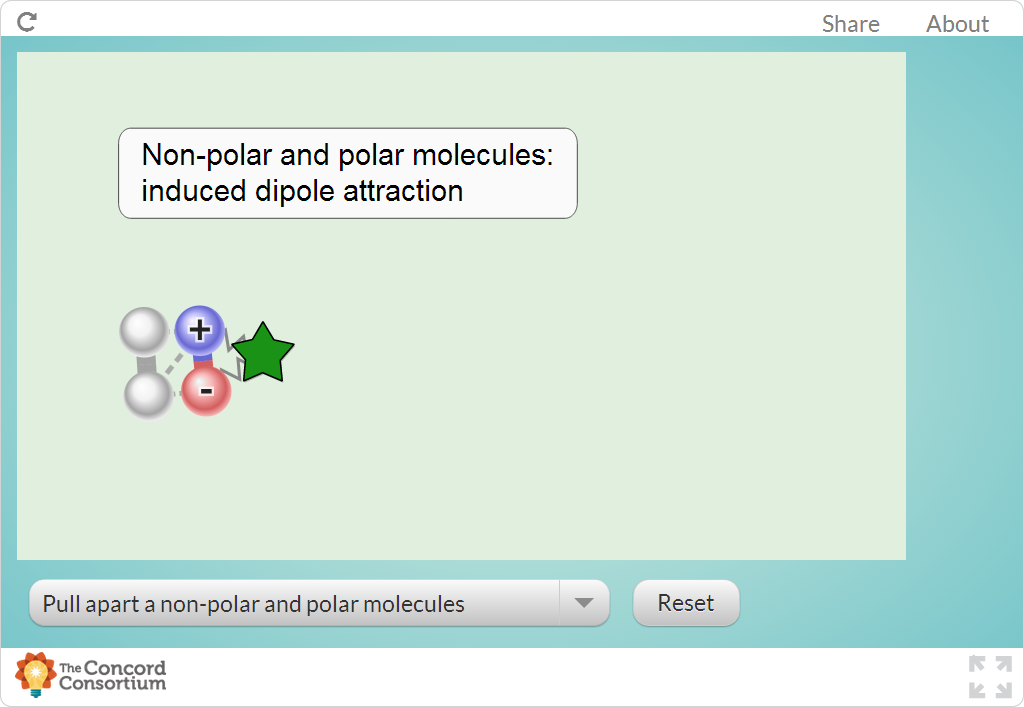 Share About
Non-polar and polar molecules:
induced dipole attraction
+
-
Pull apart a non-polar and polar molecules
Reset
The Concord
Consortium